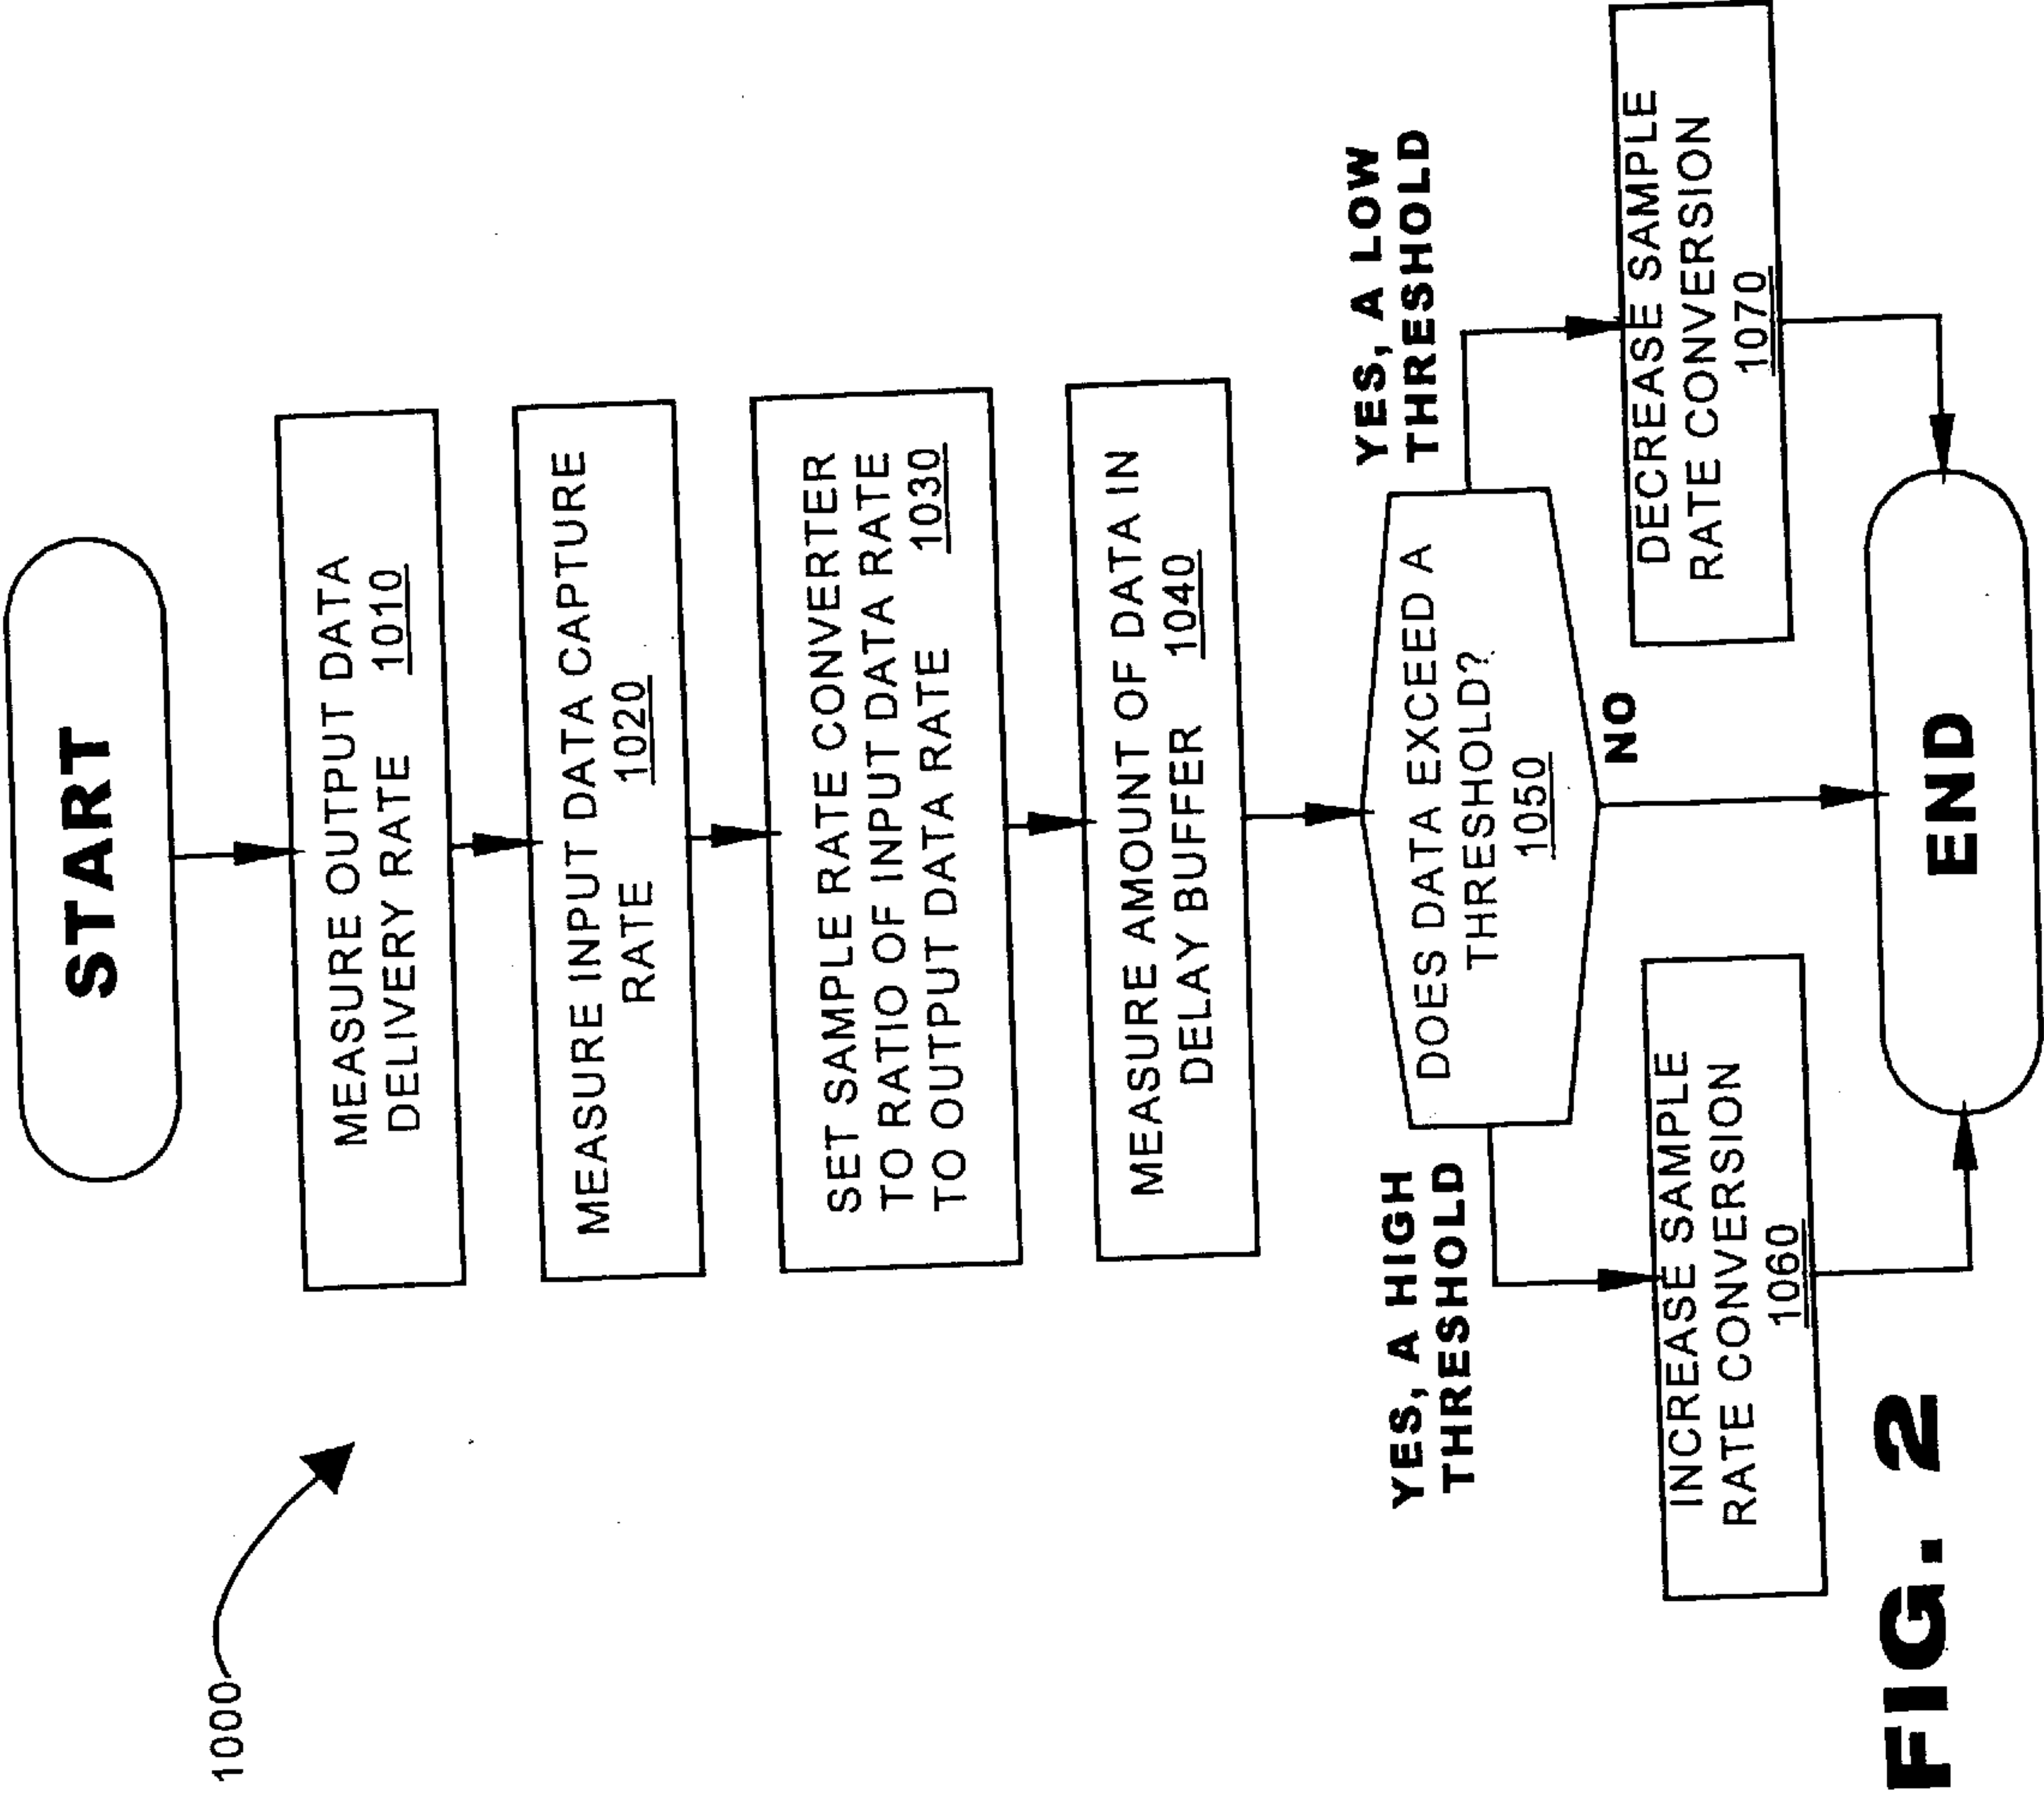 1000
START
MEASURE OUTPUT DATA
DELIVERY RATE 1010
MEASURE INPUT DATA CAPTURE
RATE 1020
SET SAMPLE RATE CONVERTER
TO RATIO OF INPUT DATA RATE
TO OUTPUT DATA RATE 1030
MEASURE AMOUNT OF DATA IN
DELAY BUFFER 1040
DOES DATA EXCEED A
THRESHOLD?
1050
YES, A HIGH
THRESHOLD
YES, A LOW
THRESHOLD
NO
INCREASE SAMPLE
RATE CONVERSION
1060
DECREASE SAMPLE
RATE CONVERSION
1070
END
FIG. 2